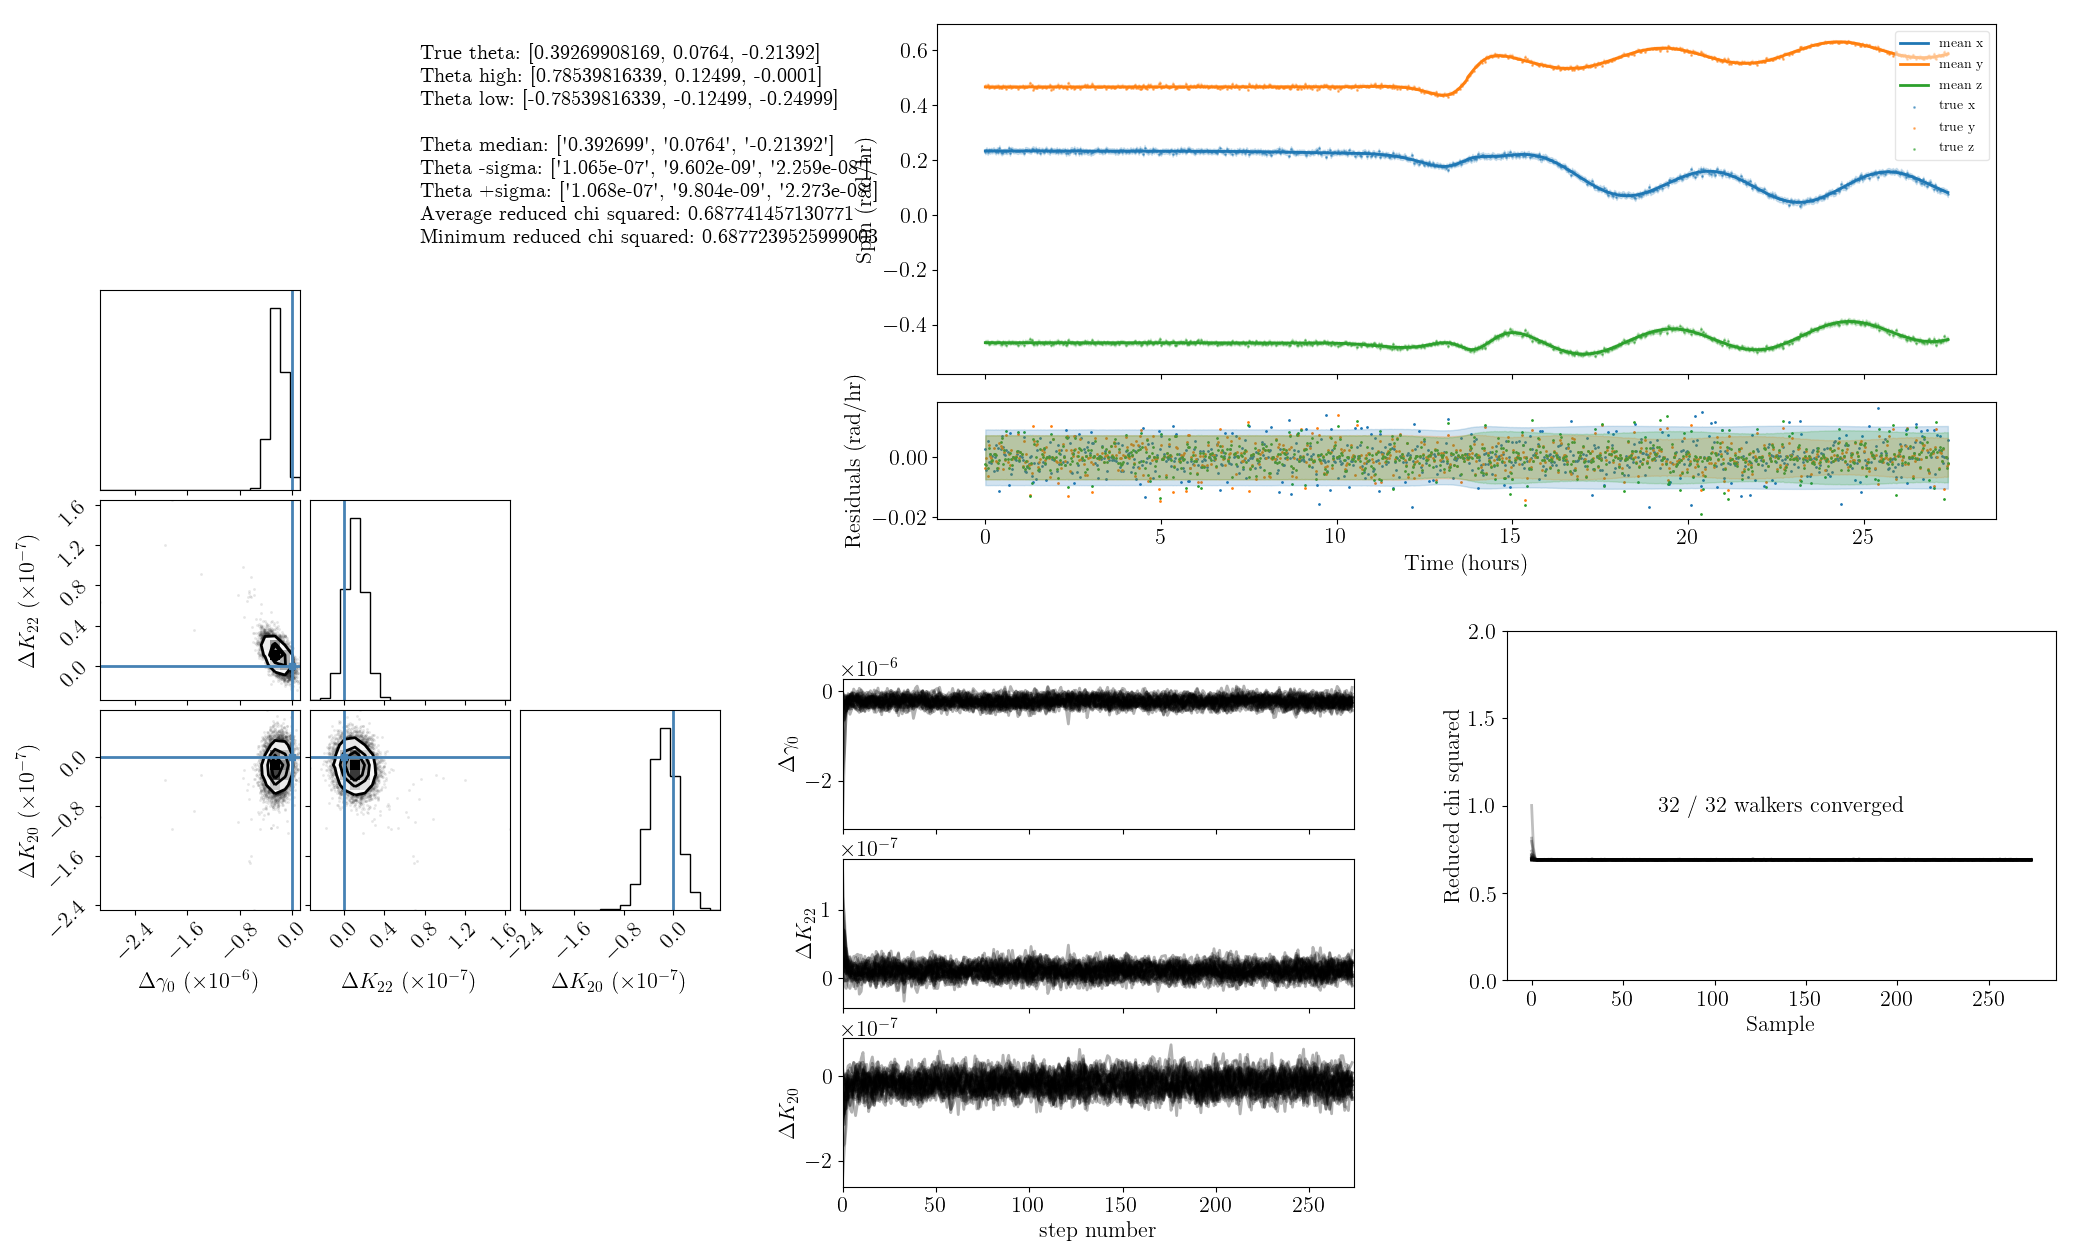 True theta: [0.39269908169, 0.0764, -0.21392]
Theta high: [0.78539816339, 0.12499, -0.0001]
Theta low: [-0.78539816339, -0.12499, -0.24999]
Theta median: ['0.392699', '0.0764', '-0.21392']
Theta -sigma: ['1.065e-07', '9.602e-09', '2.259e-08']
Theta +sigma: ['1.068e-07', '9.804e-09', '2.273e-08']
Average reduced chi squared: 0.687741457130771
Minimum reduced chi squared: 0.6877239525999003
Spin (rad/hr)
0.6
0.4
0.2
0.0
−0.2
−0.4
mean x
mean y
mean z
true x
true y
true z
Residuals (rad/hr)
0.00
−0.02
0 5 10 15 20 25
Time (hours)
ΔK₂₂ (×10⁻⁷)
1.6
1.2
0.8
0.4
0.0
ΔK₂₀ (×10⁻⁷)
0.0
−0.8
−1.6
−2.4
−2.4 −1.6 −0.8 0.0
Δγ₀ (×10⁻⁶)
0.0 0.4 0.8 1.2 1.6
ΔK₂₂ (×10⁻⁷)
−2.4 −1.6 −0.8 0.0
ΔK₂₀ (×10⁻⁷)
×10⁻⁶
Δγ₀
0
−2
×10⁻⁷
ΔK₂₂
1
0
×10⁻⁷
ΔK₂₀
0
−2
0 50 100 150 200 250
step number
Reduced chi squared
2.0
1.5
1.0
0.5
0.0
32 / 32 walkers converged
0 50 100 150 200 250
Sample